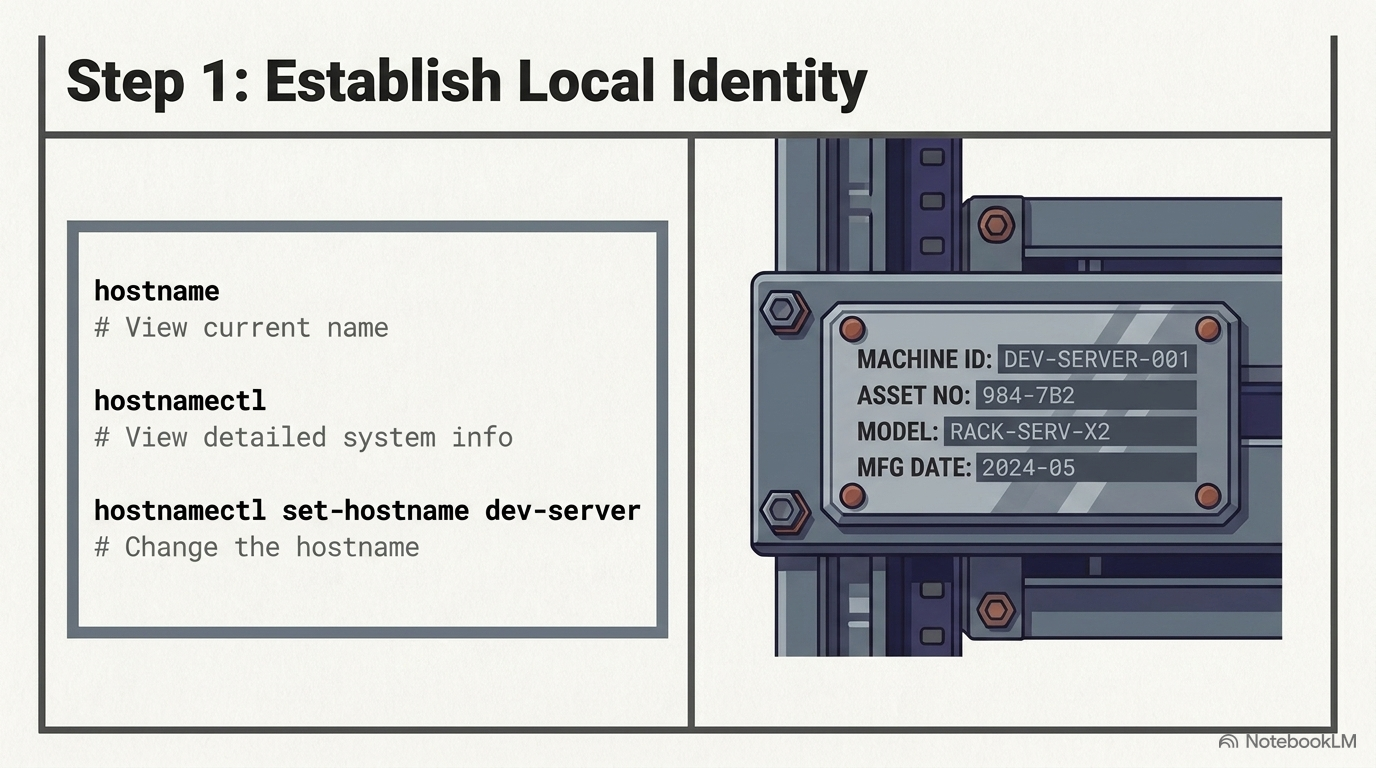 Step 1: Establish Local Identity
hostname
# View current name
hostnamectl
# View detailed system info
hostnamectl set-hostname dev-server
# Change the hostname
MACHINE ID: DEV-SERVER-001
ASSET NO: 984-7B2
MODEL: RACK-SERV-X2
MFG DATE: 2024-05
NotebookLM